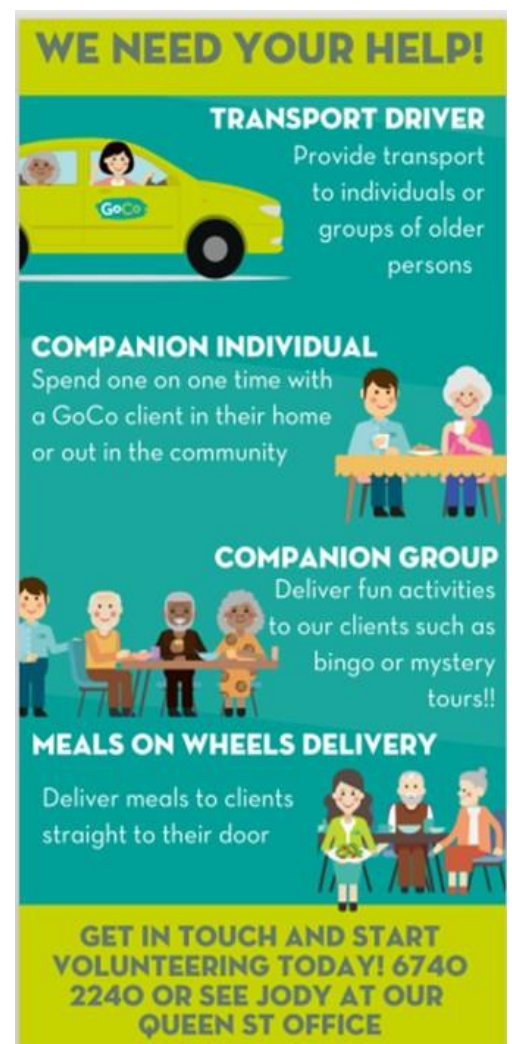 WE NEED YOUR HELP!
TRANSPORT DRIVER
Provide transport
to individuals or
groups of older
persons
GoCo
COMPANION INDIVIDUAL
Spend one on one time with
a GoCo client in their home
or out in the community
COMPANION GROUP
Deliver fun activities
to our clients such as
bingo or mystery
tours!!
MEALS ON WHEELS DELIVERY
Deliver meals to clients
straight to their door
GET IN TOUCH AND START
VOLUNTEERING TODAY! 6740
2240 OR SEE JODY AT OUR
QUEEN ST OFFICE